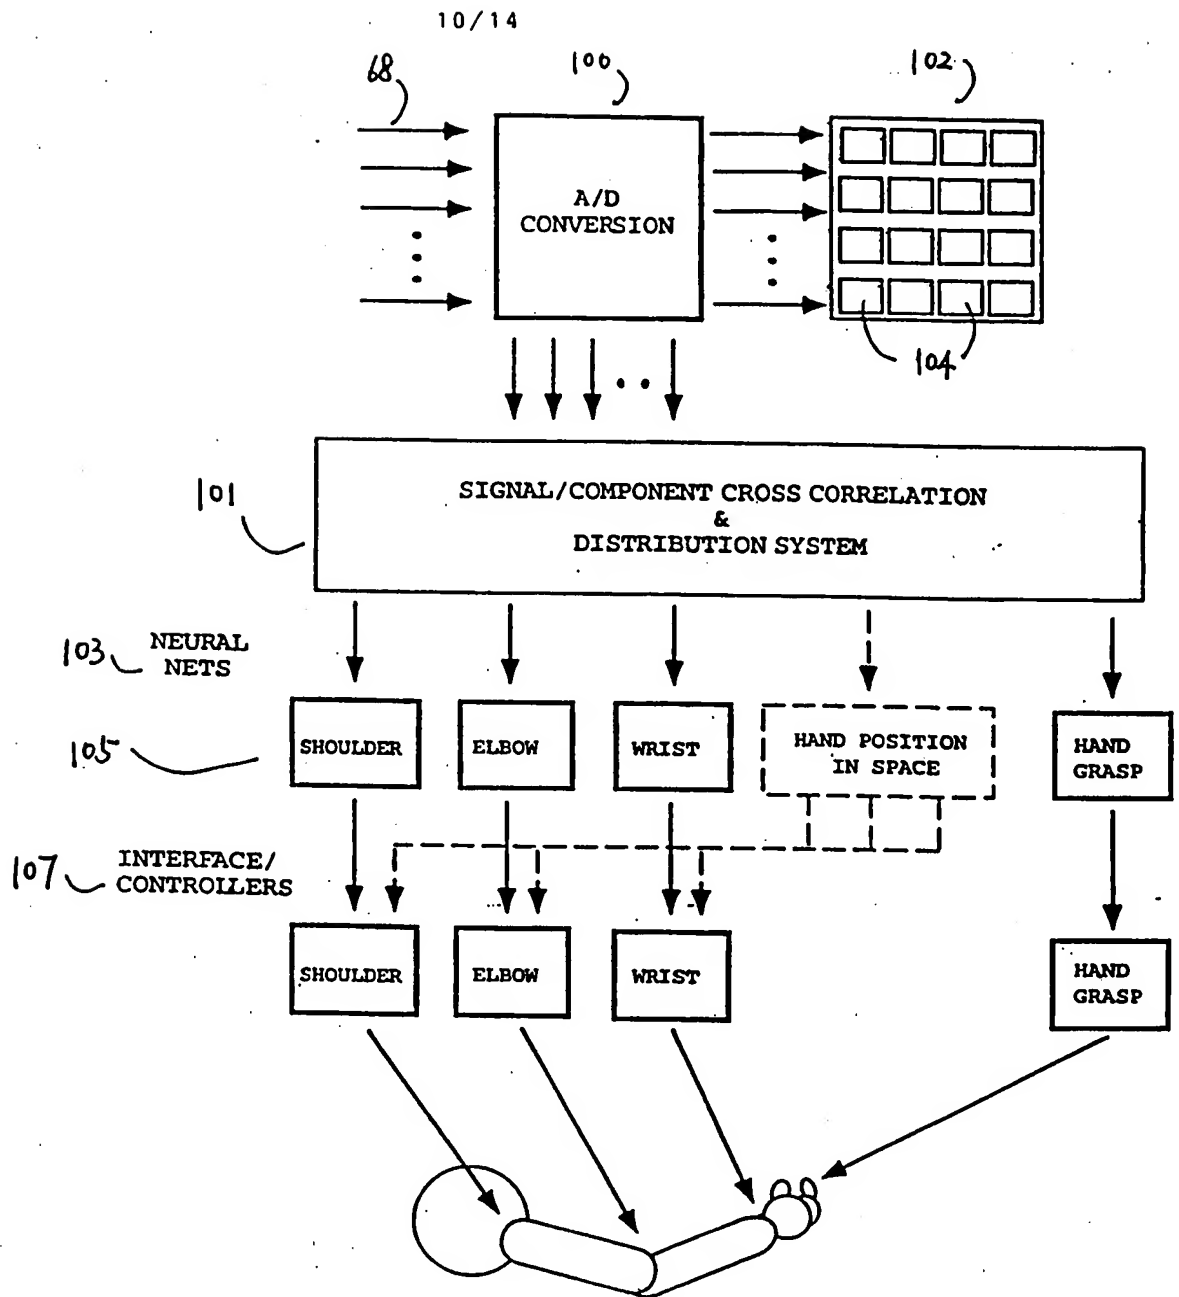 10/14
68
100
102
A/D
CONVERSION
104
101
SIGNAL/COMPONENT CROSS CORRELATION
&
DISTRIBUTION SYSTEM
103
NEURAL
NETS
105
SHOULDER
ELBOW
WRIST
HAND POSITION
IN SPACE
HAND
GRASP
107
INTERFACE/
CONTROLLERS
SHOULDER
ELBOW
WRIST
HAND
GRASP